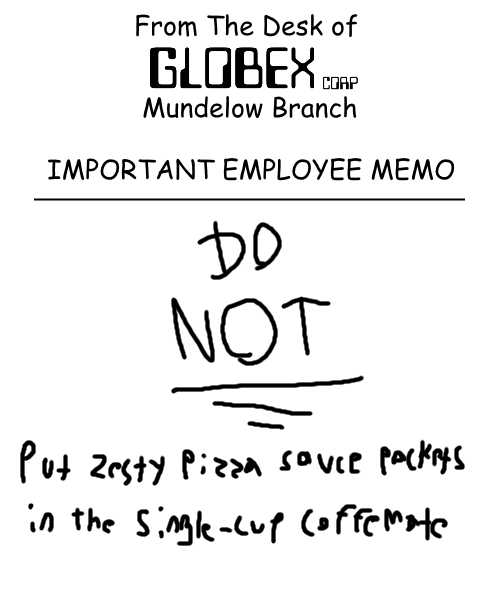 From The Desk of
GLOBEX CORP
Mundelow Branch
IMPORTANT EMPLOYEE MEMO
DO
NOT
Put zesty pizza sauce packets
in the single-cup coffemate